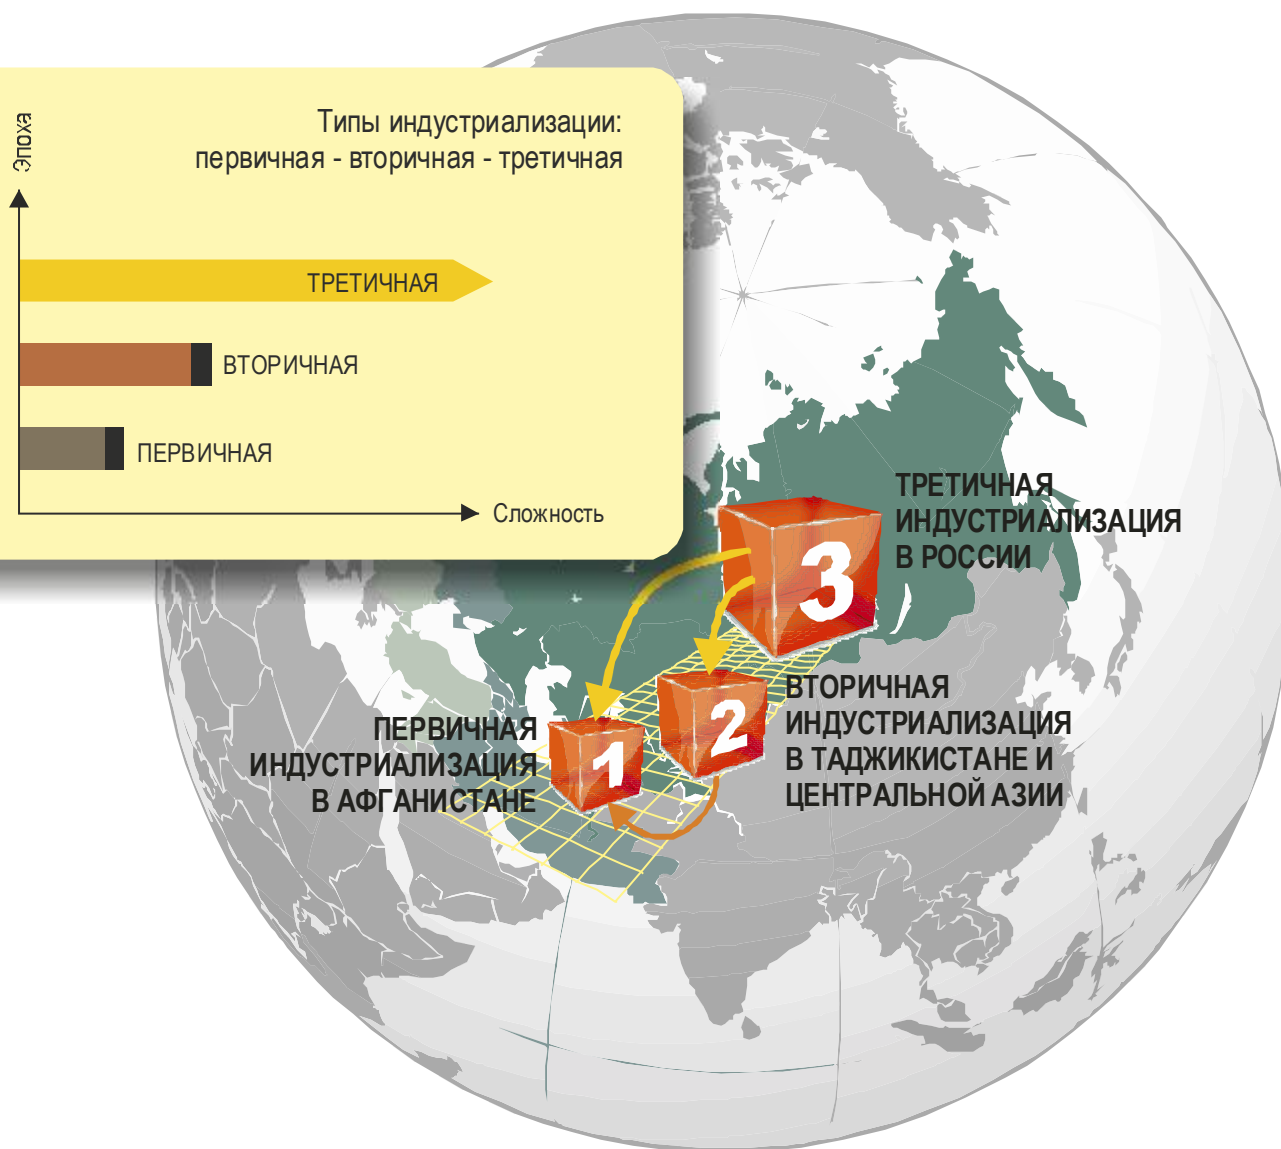 Типы индустриализации:
первичная - вторичная - третичная
Эпоха
ТРЕТИЧНАЯ
ВТОРИЧНАЯ
ПЕРВИЧНАЯ
Сложность
3
ТРЕТИЧНАЯ
ИНДУСТРИАЛИЗАЦИЯ
В РОССИИ
2
ВТОРИЧНАЯ
ИНДУСТРИАЛИЗАЦИЯ
В ТАДЖИКИСТАНЕ И
ЦЕНТРАЛЬНОЙ АЗИИ
1
ПЕРВИЧНАЯ
ИНДУСТРИАЛИЗАЦИЯ
В АФГАНИСТАНЕ